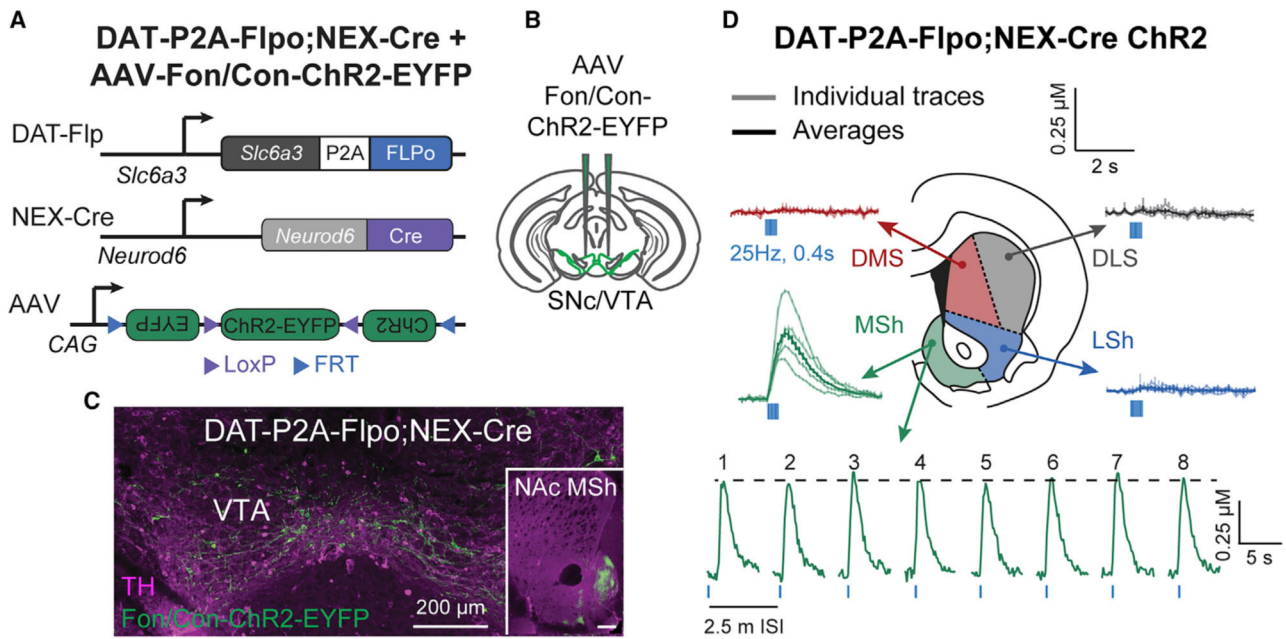 A
DAT-P2A-Flpo;NEX-Cre +
AAV-Fon/Con-ChR2-EYFP
DAT-Flp
Slc6a3
Slc6a3 P2A FLPo
NEX-Cre
Neurod6
Neurod6 Cre
AAV
CAG
EYFP ChR2-EYFP ChR2
LoxP FRT
B
AAV
Fon/Con-
ChR2-EYFP
SNc/VTA
C
DAT-P2A-Flpo;NEX-Cre
VTA
NAc MSh
TH
Fon/Con-ChR2-EYFP
200 µm
D
DAT-P2A-Flpo;NEX-Cre ChR2
Individual traces
Averages
0.25 µM
2 s
25Hz, 0.4s
DMS
DLS
MSh
LSh
1 2 3 4 5 6 7 8
0.25 µM
5 s
2.5 m ISI